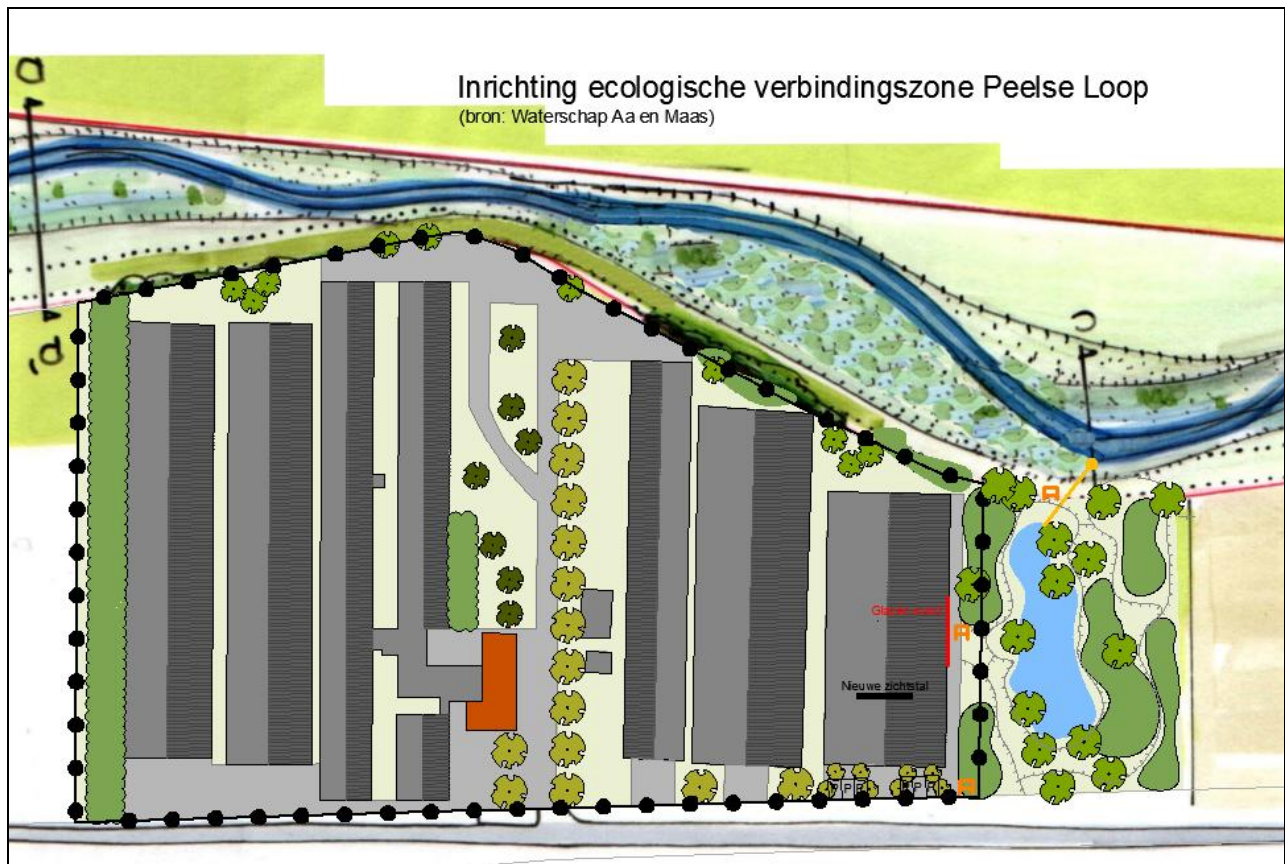 Inrichting ecologische verbindingszone Peelse Loop
(bron: Waterschap Aa en Maas)
D
D'
C
Nieuwe zichtstal
P P P
P P